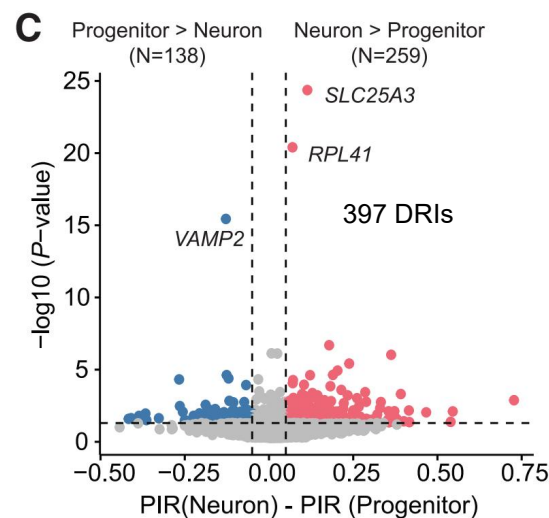 C
Progenitor > Neuron
(N=138)
Neuron > Progenitor
(N=259)
−log10 (P−value)
25
20
15
10
5
0
SLC25A3
RPL41
397 DRIs
VAMP2
−0.50
−0.25
0.00
0.25
0.50
0.75
PIR(Neuron) - PIR (Progenitor)